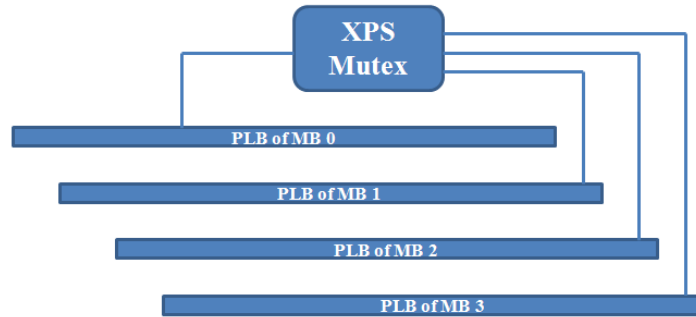 XPS
Mutex
PLB of MB 0
PLB of MB 1
PLB of MB 2
PLB of MB 3